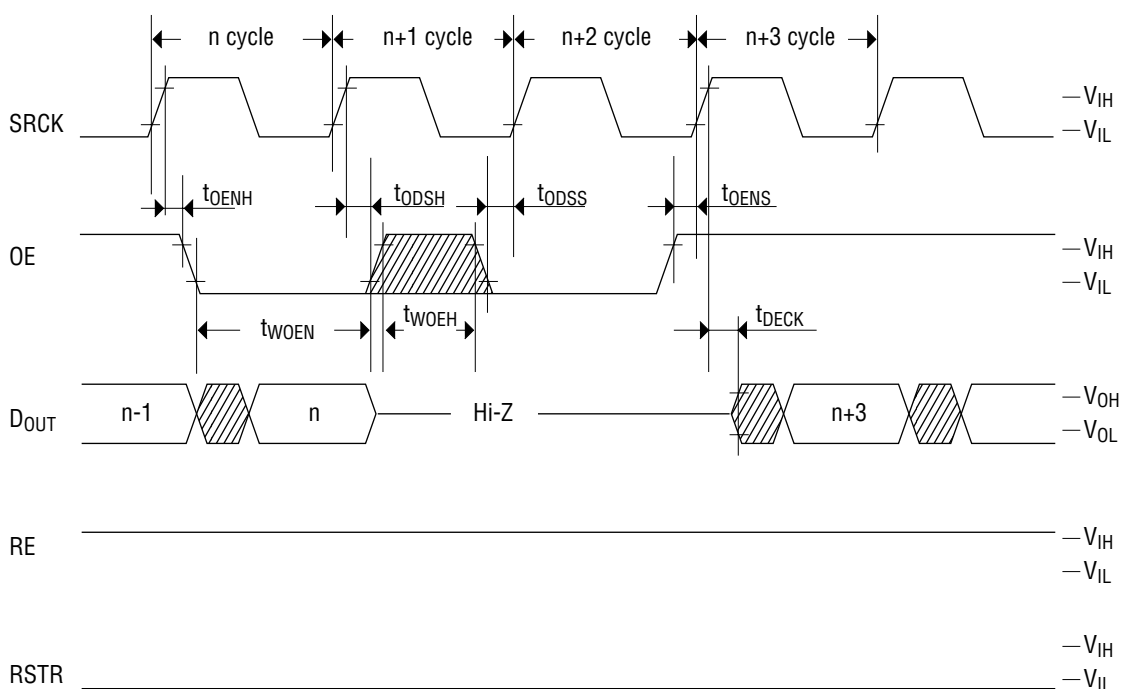 n cycle n+1 cycle n+2 cycle n+3 cycle
SRCK
VIH
VIL
tOENH tODSH tODSS tOENS
OE
VIH
VIL
tWOEN tWOEH tDECK
DOUT
n-1 n Hi-Z n+3
VOH
VOL
RE
VIH
VIL
RSTR
VIH